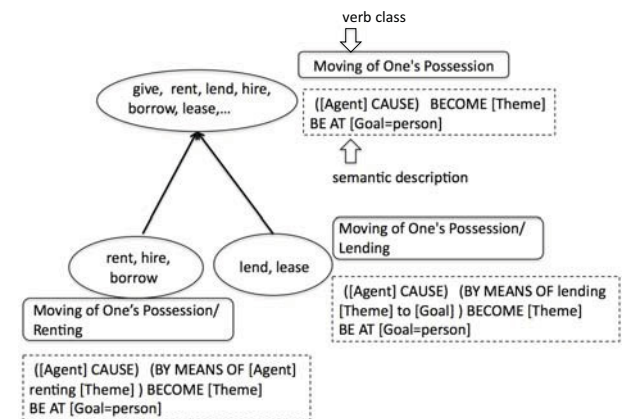 verb class
Moving of One's Possession
give, rent, lend, hire,
borrow, lease,...
([Agent] CAUSE) BECOME [Theme]
BE AT [Goal=person]
semantic description
Moving of One's Possession/
Lending
rent, hire,
borrow
lend, lease
([Agent] CAUSE) (BY MEANS OF lending
[Theme] to [Goal] ) BECOME [Theme]
BE AT [Goal=person]
Moving of One's Possession/
Renting
([Agent] CAUSE) (BY MEANS OF [Agent]
renting [Theme] ) BECOME [Theme]
BE AT [Goal=person]